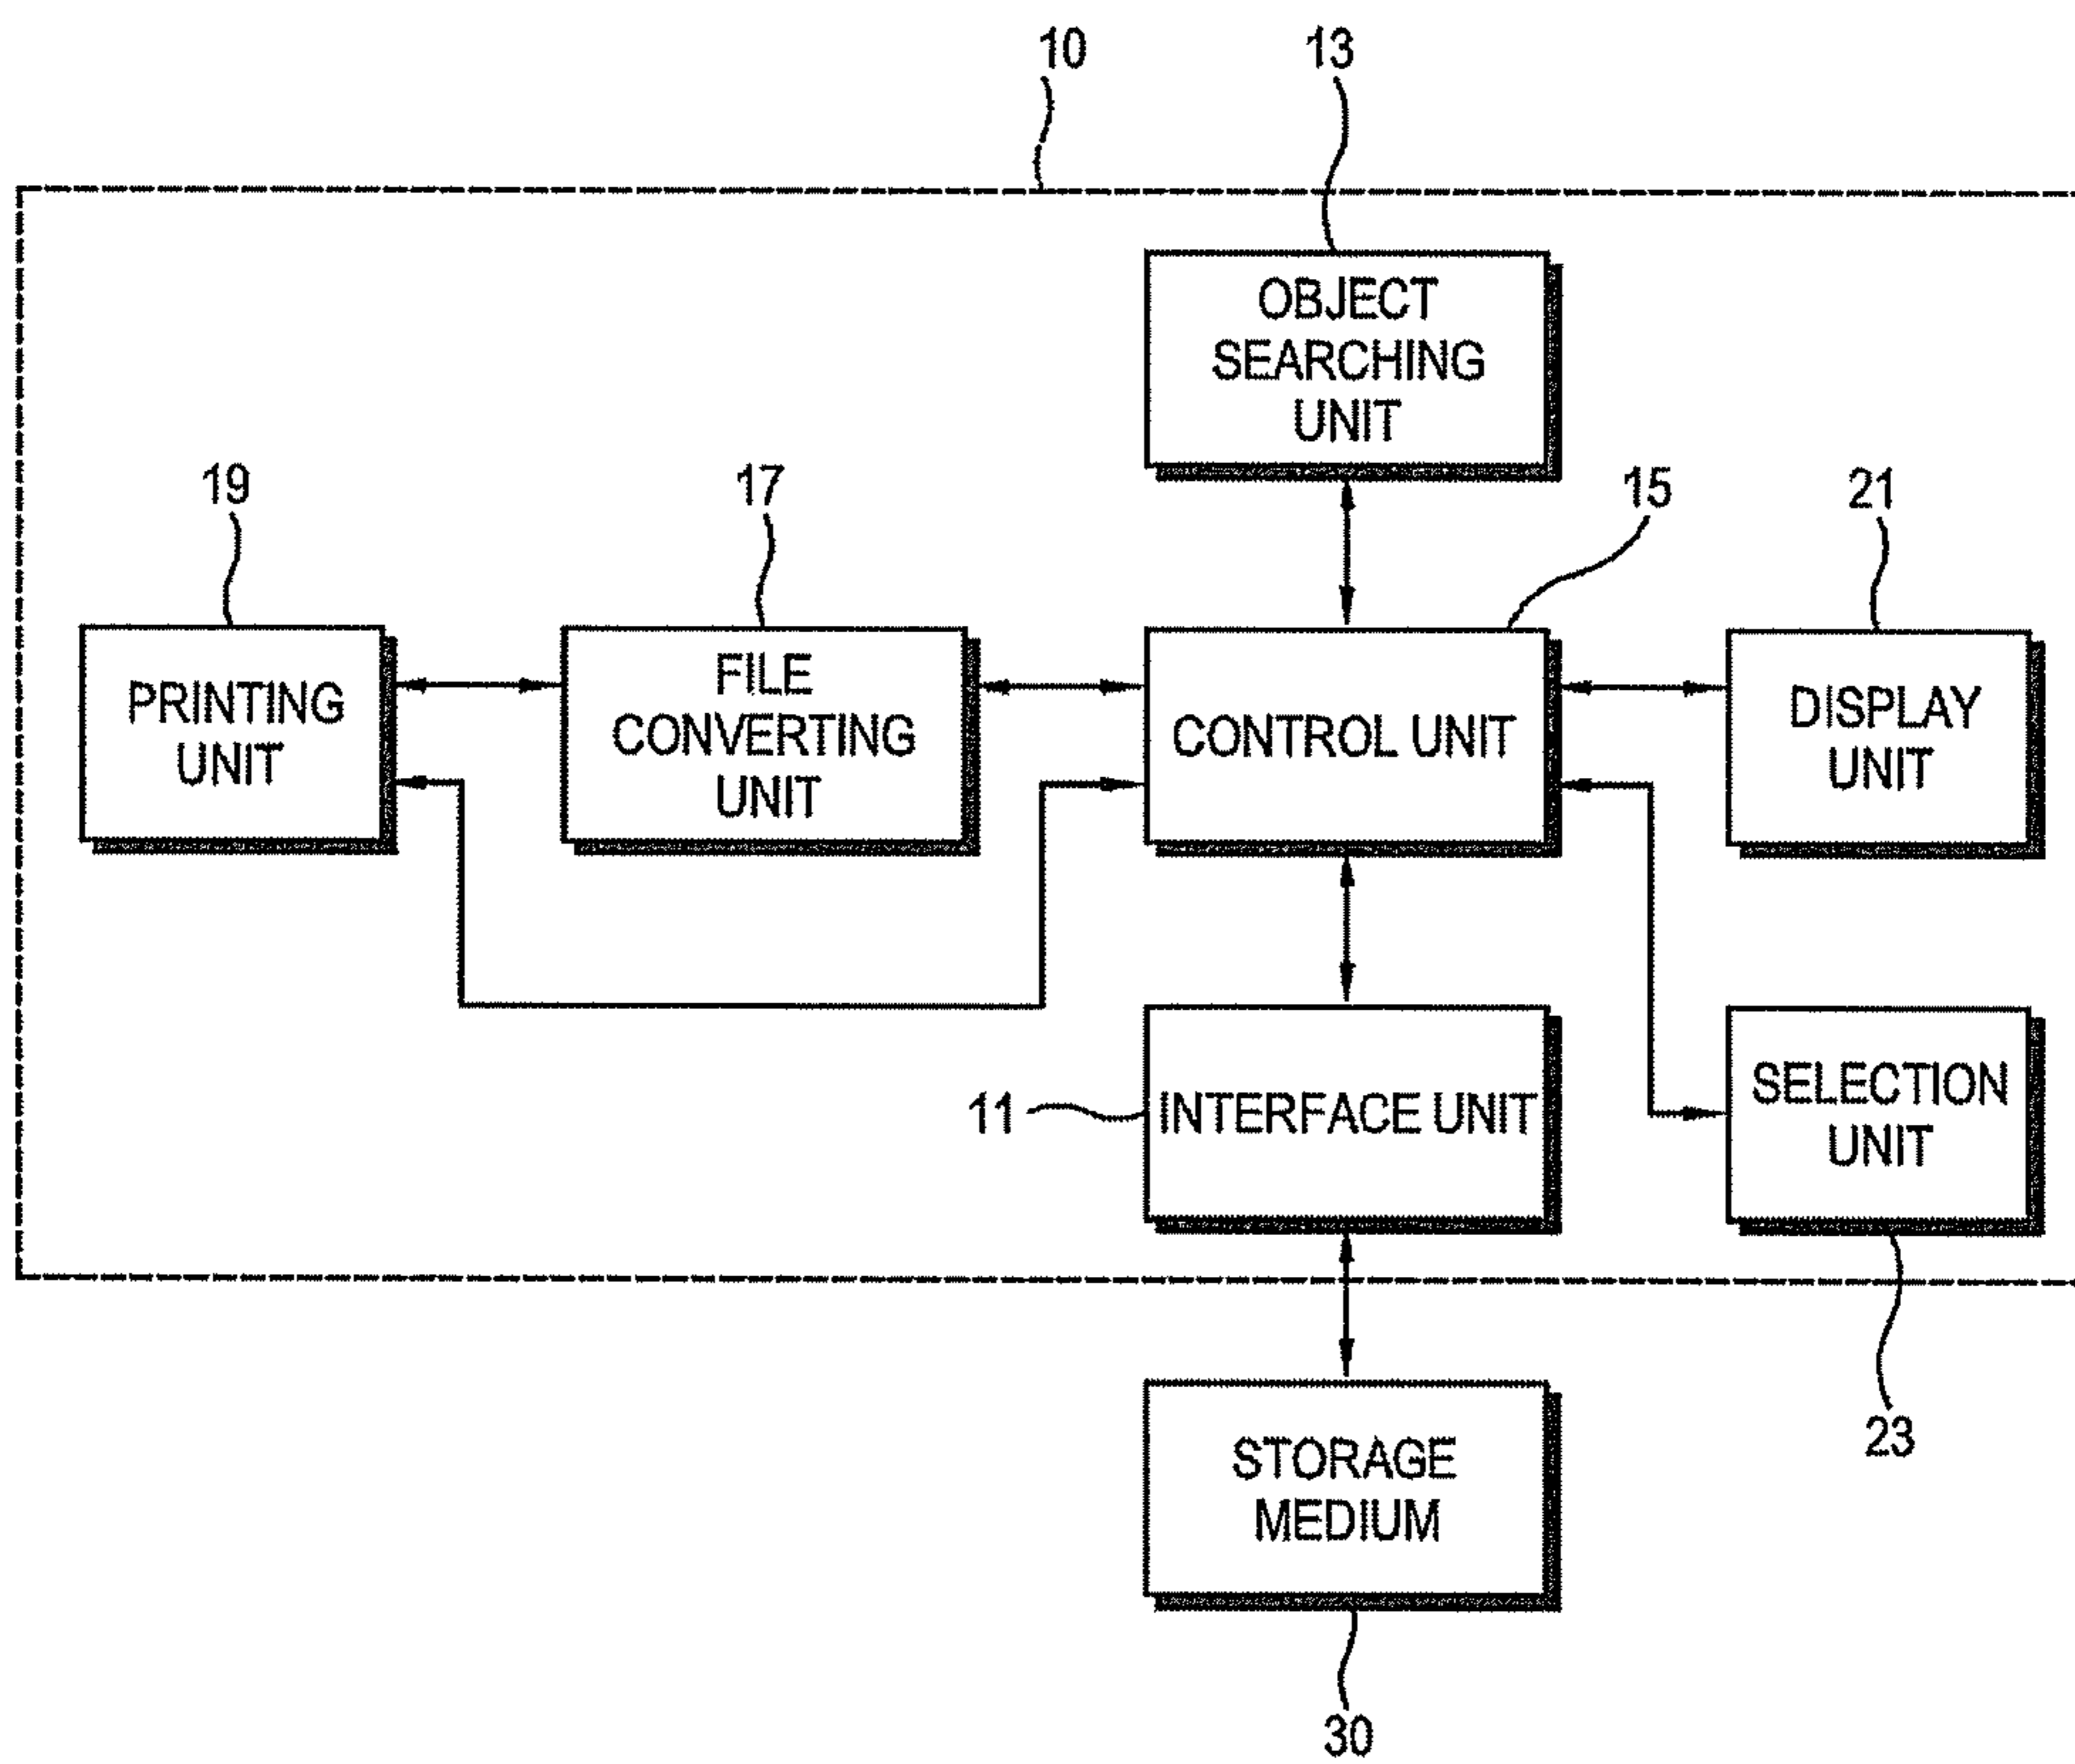 10
13
OBJECT
SEARCHING
UNIT
19
17
15
21
PRINTING
UNIT
FILE
CONVERTING
UNIT
CONTROL UNIT
DISPLAY
UNIT
11
INTERFACE UNIT
SELECTION
UNIT
23
STORAGE
MEDIUM
30